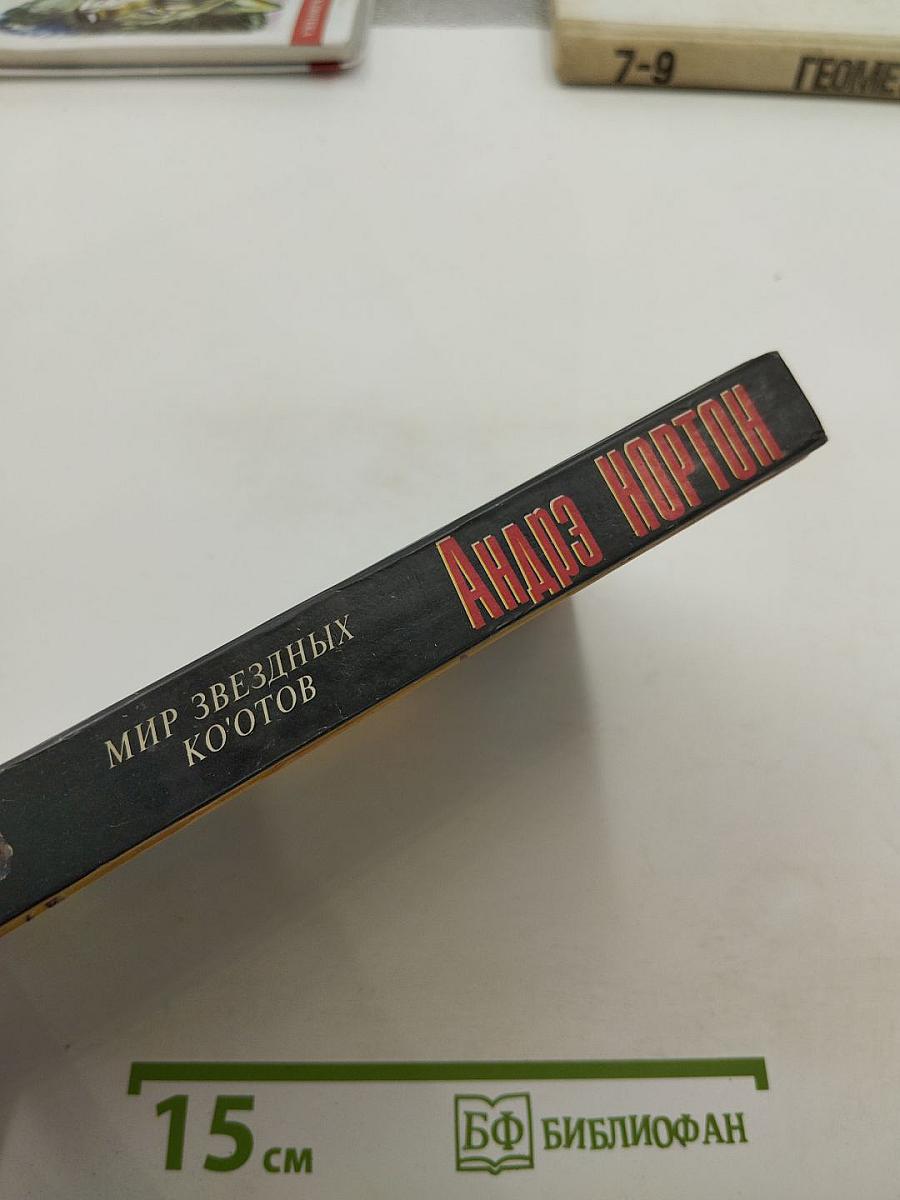 7-9 ГЕОМЕ
Андрэ НОРТОН
МИР ЗВЕЗДНЫХ
КО'ОТОВ
15 см
БФ БИБЛИОФАН